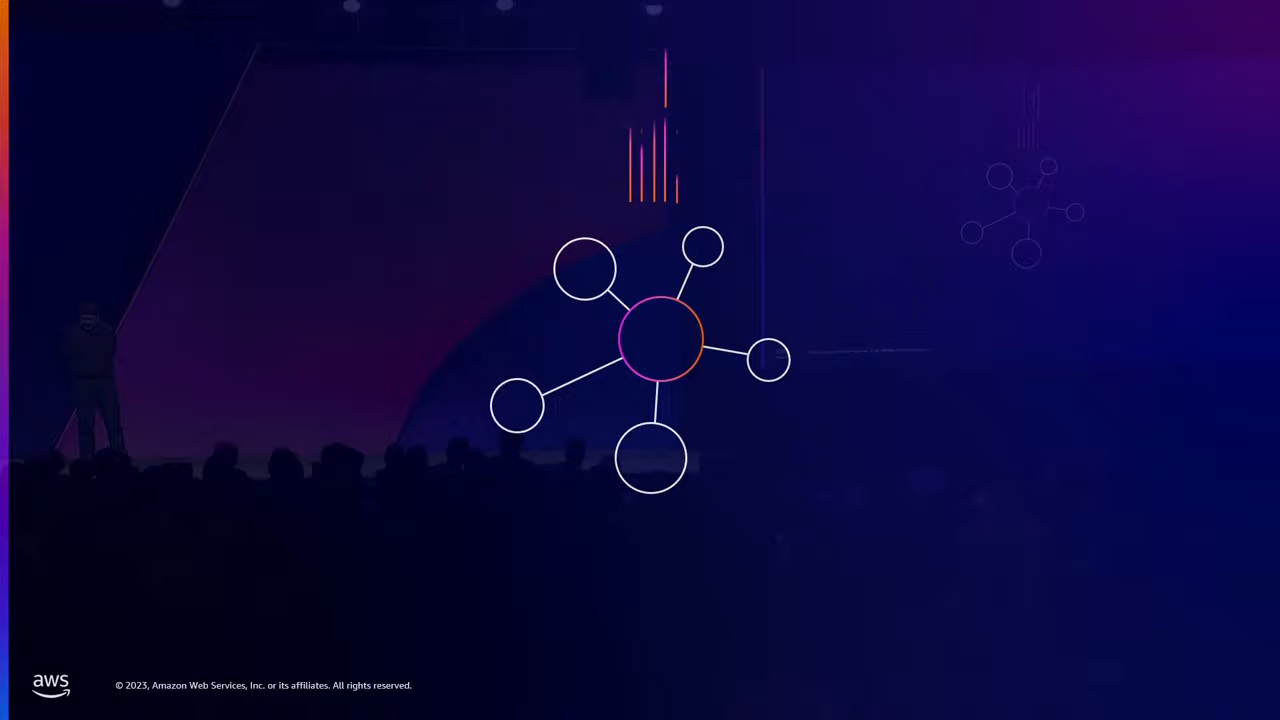 aws
© 2023, Amazon Web Services, Inc. or its affiliates. All rights reserved.